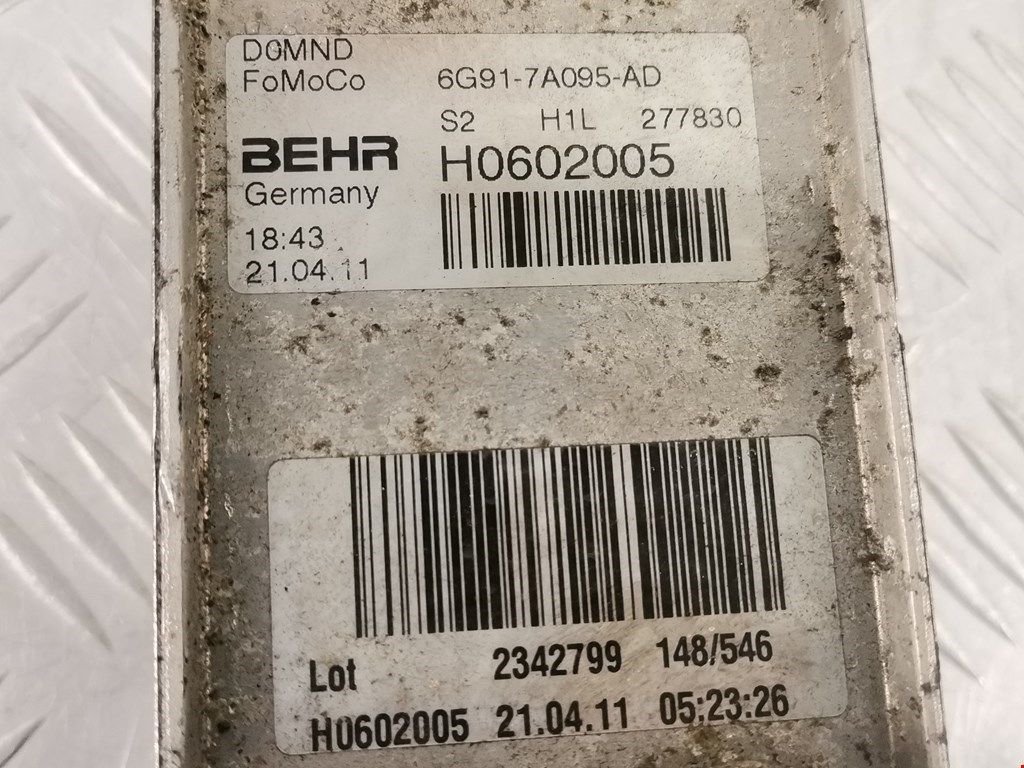 D0MND
FoMoCo 6G91-7A095-AD
S2 H1L 277830
BEHR H0602005
Germany
18:43
21.04.11
Lot 2342799 148/546
H0602005 21.04.11 05:23:26